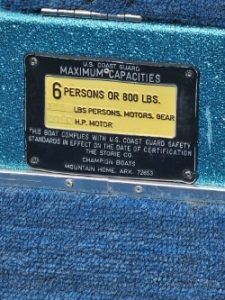 U.S. COAST GUARD
MAXIMUM CAPACITIES
6 PERSONS OR 800 LBS.
LBS PERSONS, MOTORS, GEAR
H.P. MOTOR
THIS BOAT COMPLIES WITH U.S. COAST GUARD SAFETY
STANDARDS IN EFFECT ON THE DATE OF CERTIFICATION
THE STORIE CO.
CHAMPION BOATS
MOUNTAIN HOME, ARK. 72653